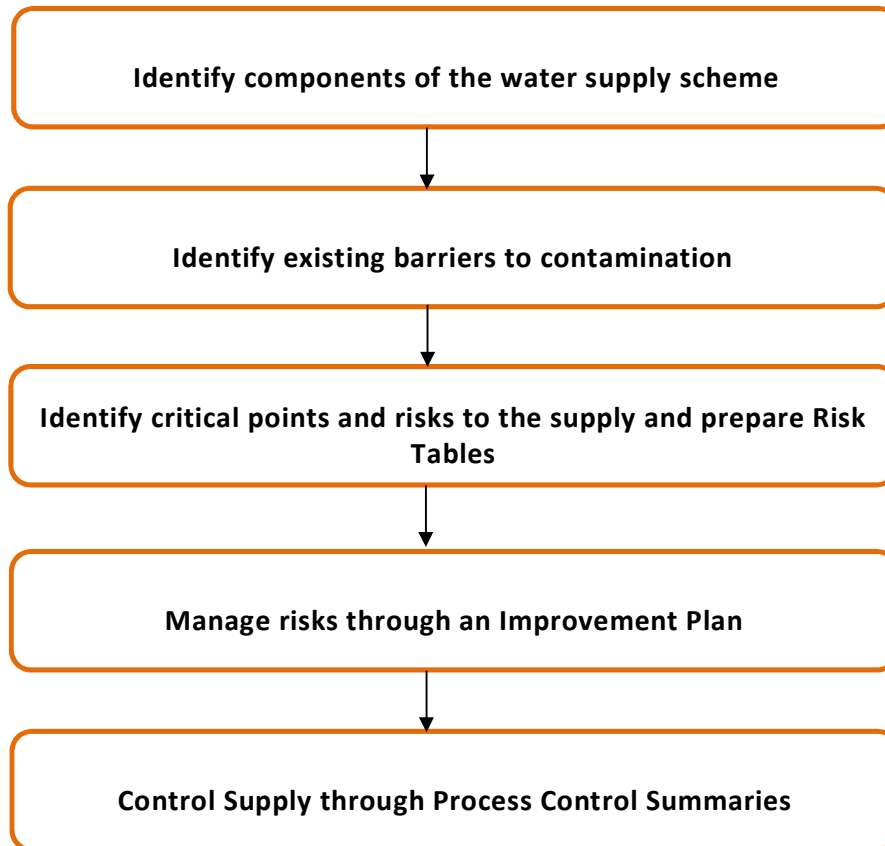 Identify components of the water supply scheme
Identify existing barriers to contamination
Identify critical points and risks to the supply and prepare Risk
Tables
Manage risks through an Improvement Plan
Control Supply through Process Control Summaries